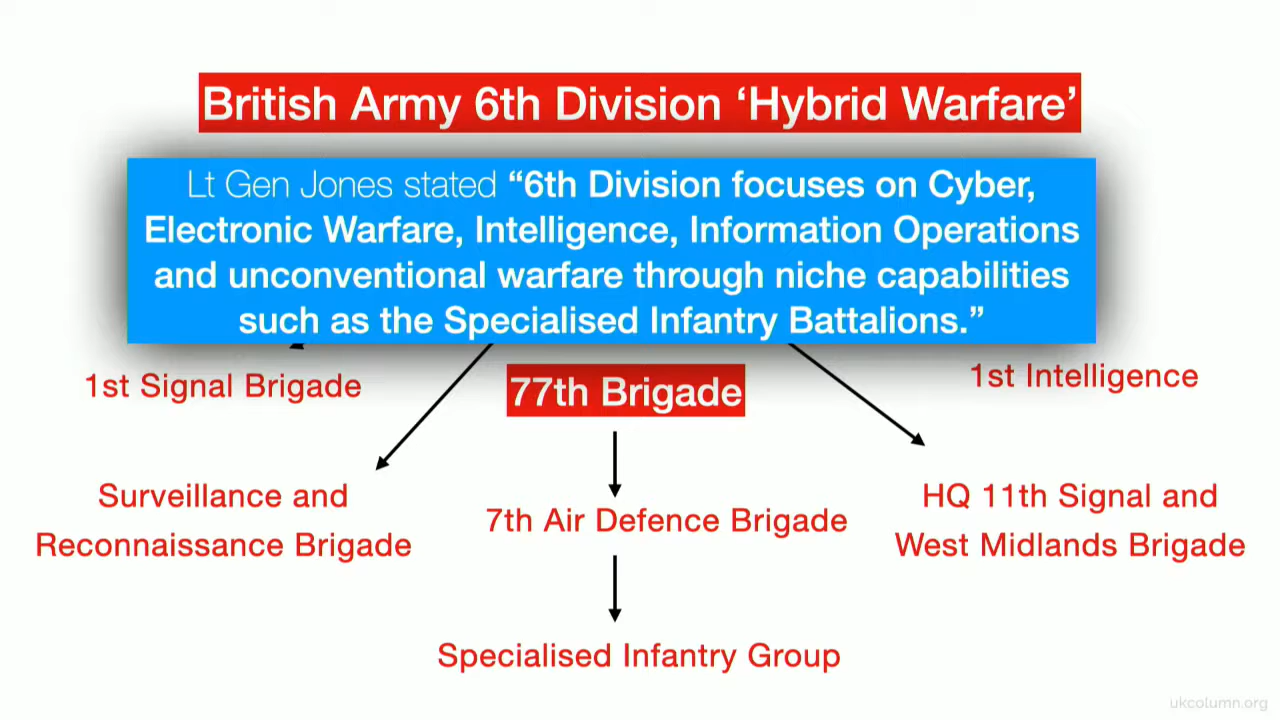 British Army 6th Division ‘Hybrid Warfare’
Lt Gen Jones stated “6th Division focuses on Cyber,
Electronic Warfare, Intelligence, Information Operations
and unconventional warfare through niche capabilities
such as the Specialised Infantry Battalions.”
1st Signal Brigade
77th Brigade
1st Intelligence
Surveillance and
Reconnaissance Brigade
7th Air Defence Brigade
HQ 11th Signal and
West Midlands Brigade
Specialised Infantry Group
ukcolumn.org